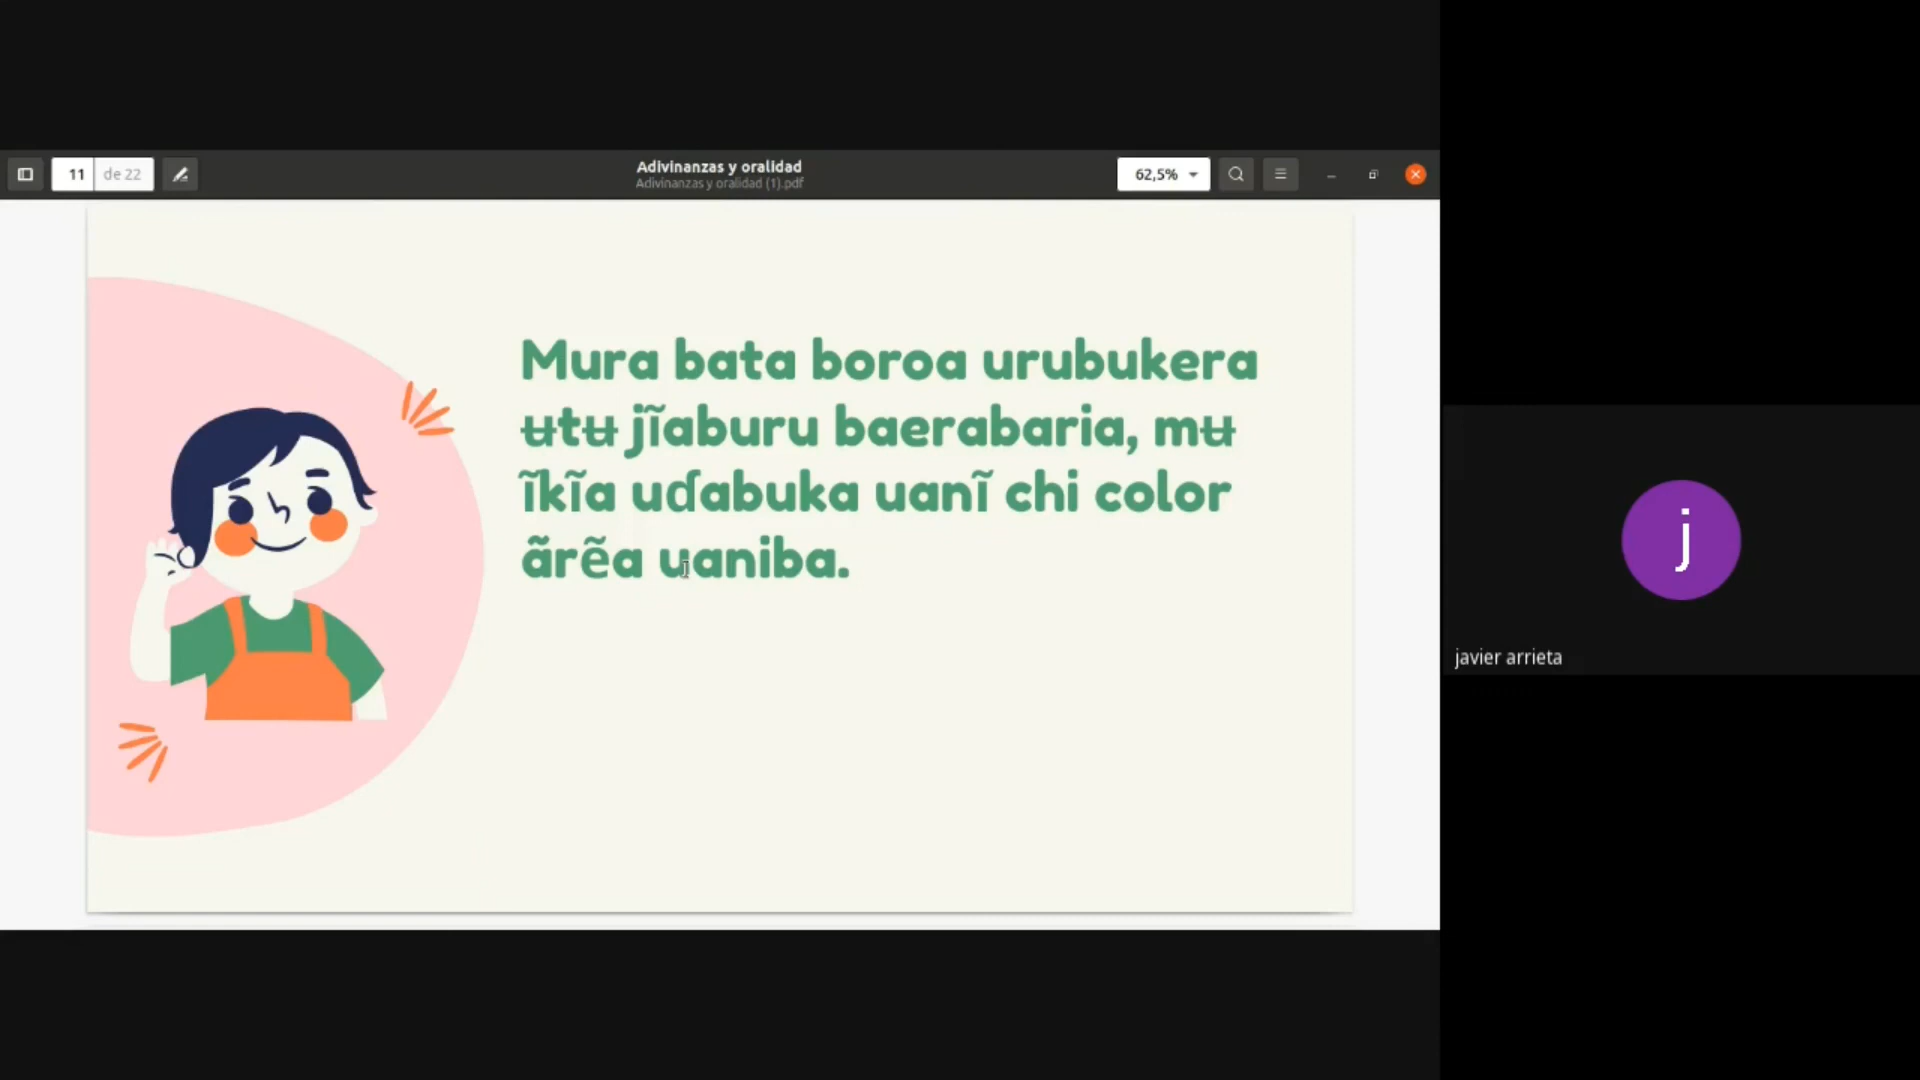 11 de 22
Adivinanzas y oralidad
Adivinanzas y oralidad (1).pdf
62,5%
Mura bata boroa urubukera
ʉtʉ jĩaburu baerabaria, mʉ
ĩkĩa uɗabuka uanĩ chi color
ãrẽa uaniba.
j
javier arrieta